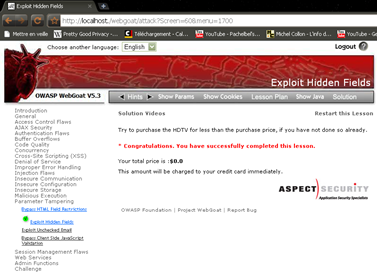 Exploit Hidden Fields
http://localhost./webgoat/attack?Screen=608menu=1700
Mettre en veille
Pretty Good Privacy -
Téléchargement - Cal...
YouTube - Pachelbel's...
Michel Colon - L'info ...
YouTube
Choose another language: English
Logout
Exploit Hidden Fields
OWASP WebGoat V5.3
Hints
Show Params
Show Cookies
Lesson Plan
Show Java
Solution
Introduction
General
Access Control Flaws
AJAX Security
Authentication Flaws
Buffer Overflows
Code Quality
Concurrency
Cross-Site Scripting (XSS)
Denial of Service
Improper Error Handling
Injection Flaws
Insecure Communication
Insecure Configuration
Insecure Storage
Malicious Execution
Parameter Tampering
Bypass HTML Field Restrictions
Exploit Hidden Fields
Exploit Unchecked Email
Bypass Client Side JavaScript
Validation
Session Management Flaws
Web Services
Admin Functions
Challenge
Solution Videos
Restart this Lesson
Try to purchase the HDTV for less than the purchase price, if you have not done so already.
* Congratulations. You have successfully completed this lesson.
Your total price is :$0.0
This amount will be charged to your credit card immediately.
ASPECT SECURITY
Application Security Specialists
OWASP Foundation | Project WebGoat | Report Bug